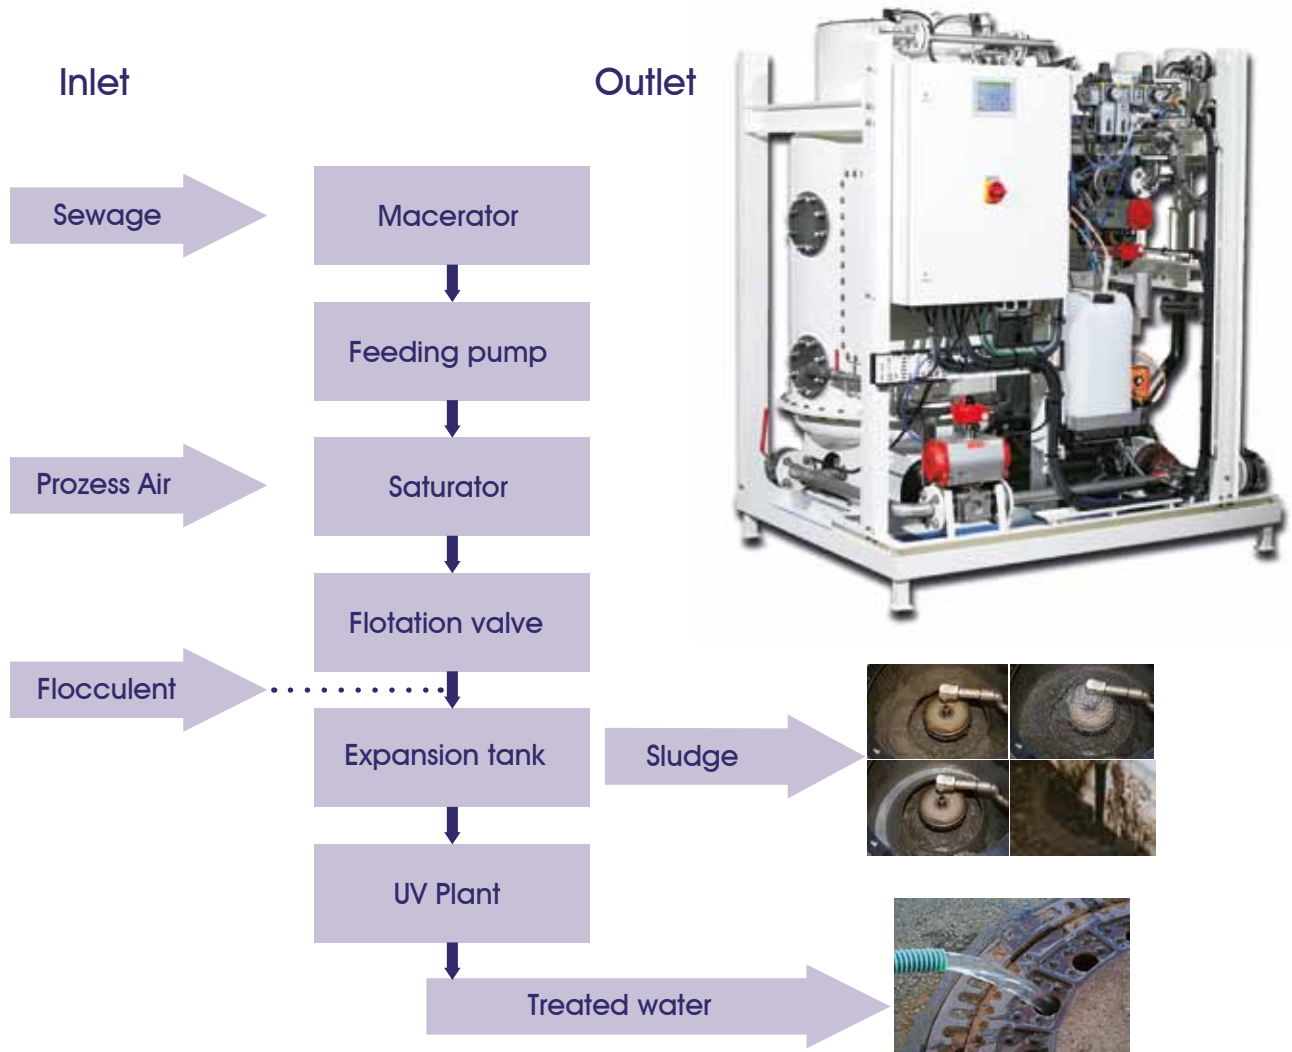 Inlet
Outlet
Sewage
Macerator
Feeding pump
Prozess Air
Saturator
Flotation valve
Flocculent
Expansion tank
Sludge
UV Plant
Treated water